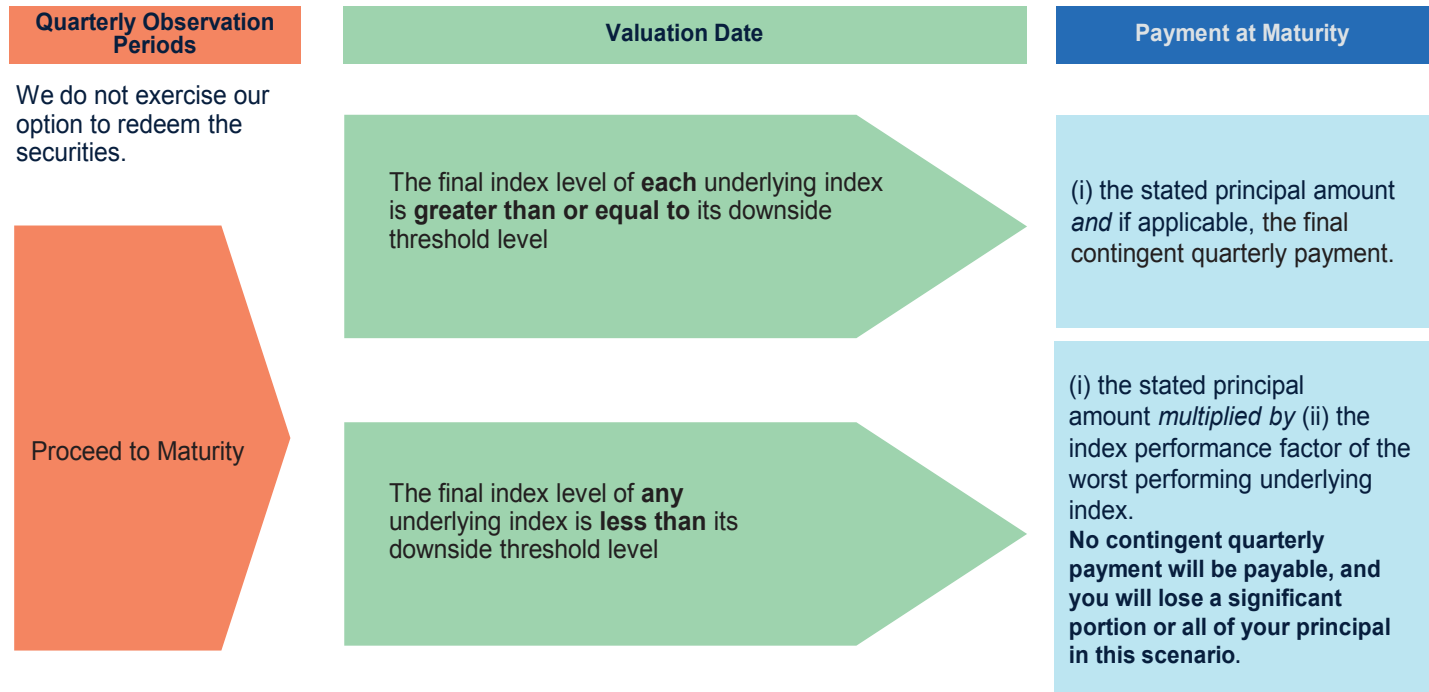 Quarterly Observation
Periods
Valuation Date
Payment at Maturity
We do not exercise our
option to redeem the
securities.
Proceed to Maturity
The final index level of each underlying index
is greater than or equal to its downside
threshold level
(i) the stated principal amount
and if applicable, the final
contingent quarterly payment.
The final index level of any
underlying index is less than its
downside threshold level
(i) the stated principal
amount multiplied by (ii) the
index performance factor of the
worst performing underlying
index.
No contingent quarterly
payment will be payable, and
you will lose a significant
portion or all of your principal
in this scenario.